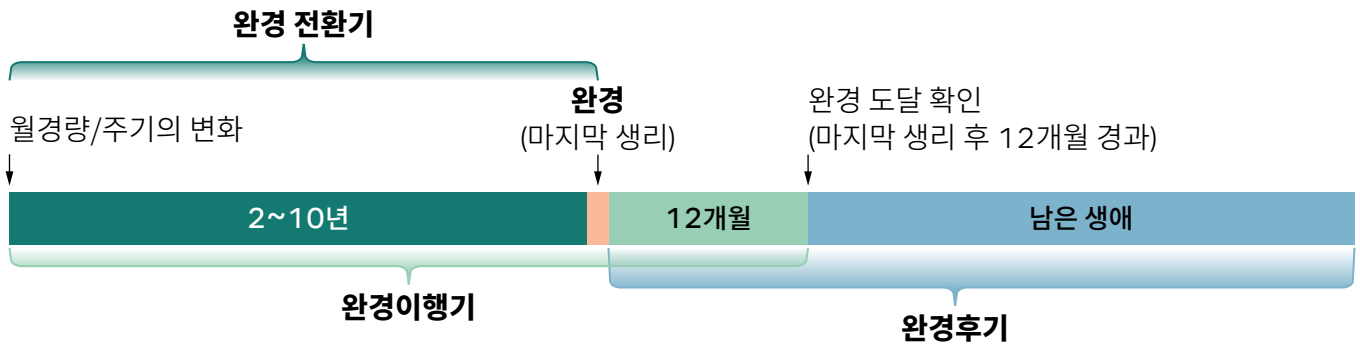 완경 전환기
월경량/주기의 변화
완경
(마지막 생리)
완경 도달 확인
(마지막 생리 후 12개월 경과)
2~10년
12개월
남은 생애
완경이행기
완경후기